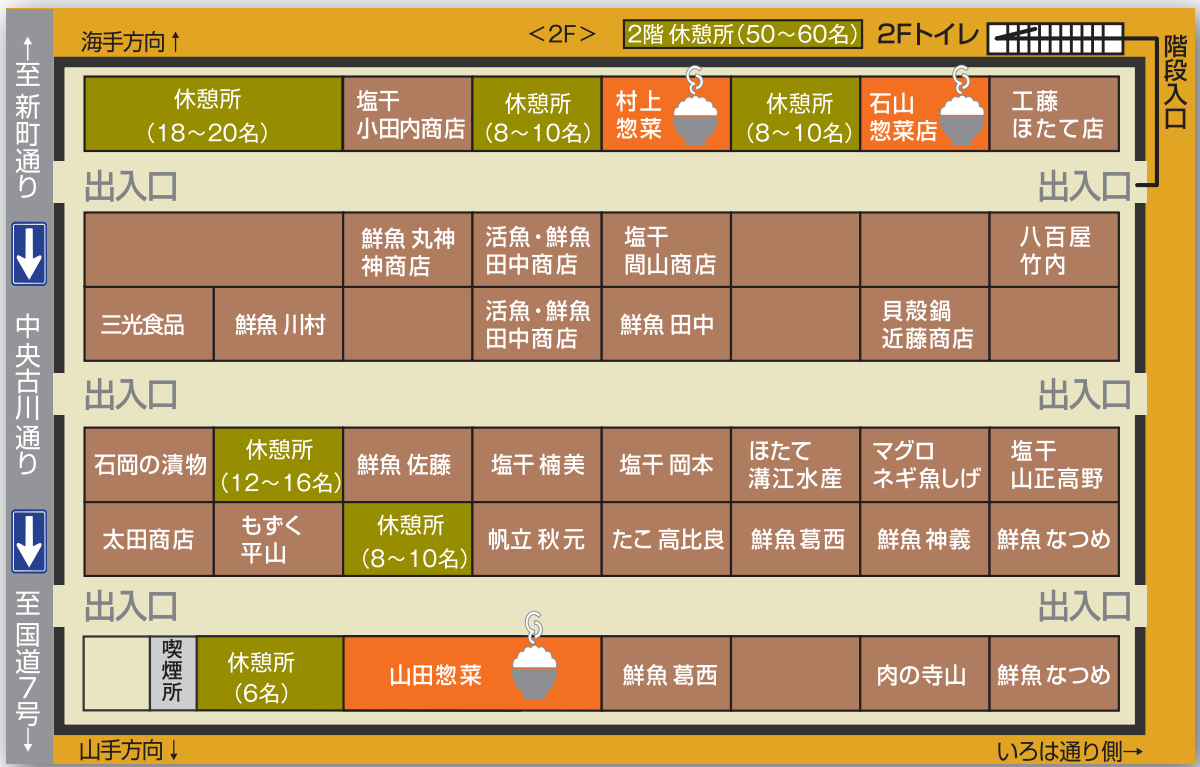 海手方向↑
<2F>
2階 休憩所(50～60名)
2Fトイレ
階段入口
←至新町通り
中央古川通り
至国道7号→
休憩所
(18～20名)
塩干
小田内商店
休憩所
(8～10名)
村上
惣菜
休憩所
(8～10名)
石山
惣菜店
工藤
ほたて店
出入口
出入口
鮮魚 丸神
神商店
活魚・鮮魚
田中商店
塩干
間山商店
八百屋
竹内
三光食品
鮮魚 川村
活魚・鮮魚
田中商店
鮮魚 田中
貝殻鍋
近藤商店
出入口
出入口
石岡の漬物
休憩所
(12～16名)
鮮魚 佐藤
塩干 楠美
塩干 岡本
ほたて
溝江水産
マグロ
ネギ魚しげ
塩干
山正高野
太田商店
もずく
平山
休憩所
(8～10名)
帆立 秋元
たこ 高比良
鮮魚 葛西
鮮魚 神義
鮮魚 なつめ
出入口
出入口
喫煙所
休憩所
(6名)
山田惣菜
鮮魚 葛西
肉の寺山
鮮魚 なつめ
山手方向↓
いろは通り側→